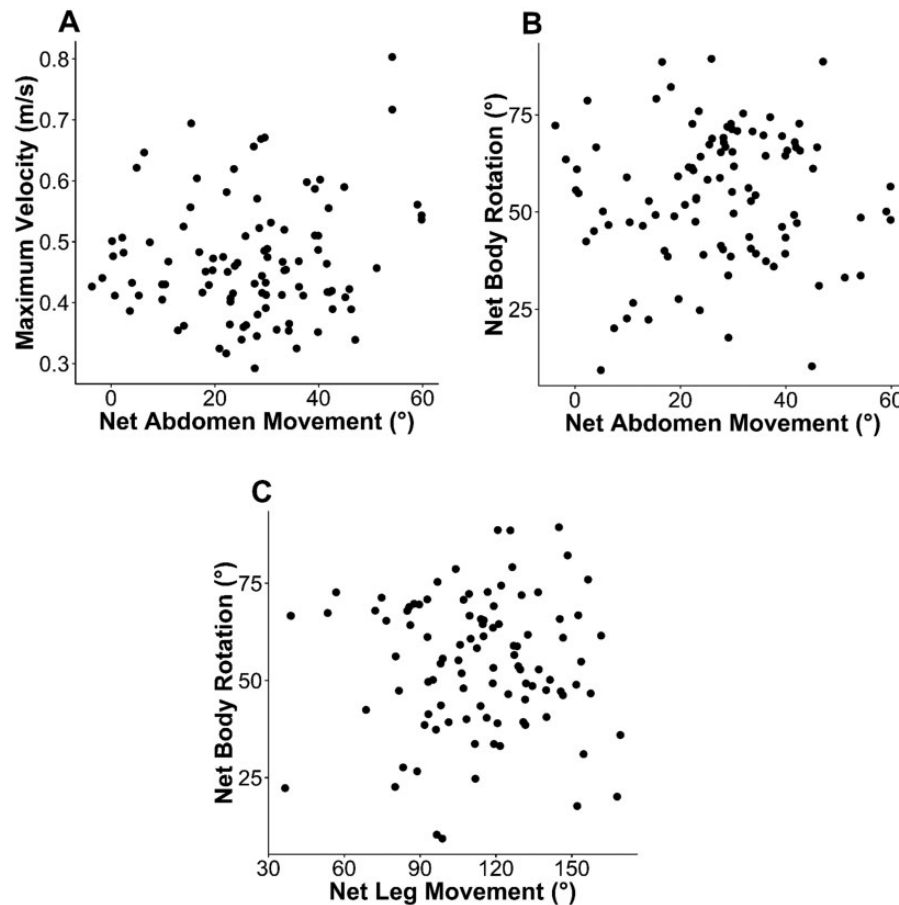 A
Maximum Velocity (m/s)
0.8
0.7
0.6
0.5
0.4
0.3
0
20
40
60
Net Abdomen Movement (°)
B
Net Body Rotation (°)
75
50
25
0
20
40
60
Net Abdomen Movement (°)
C
Net Body Rotation (°)
75
50
25
30
60
90
120
150
Net Leg Movement (°)